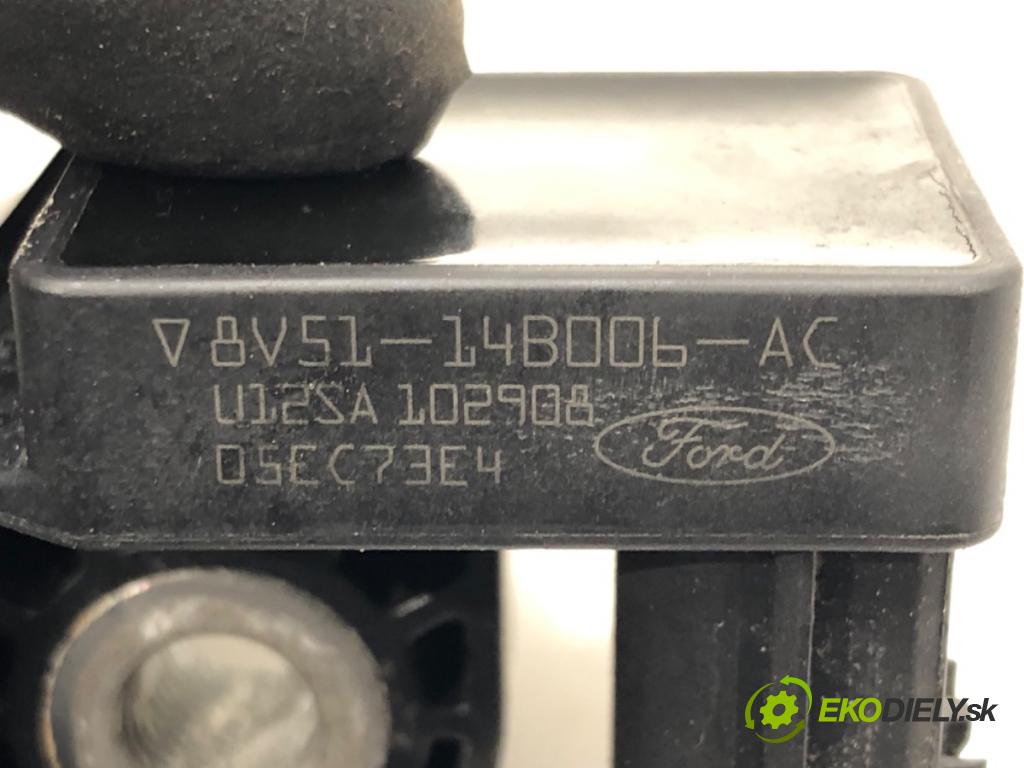 ▽8V51-14B006-AC
U12SA 102908
05EC73E4
Ford
EKODIELY.sk